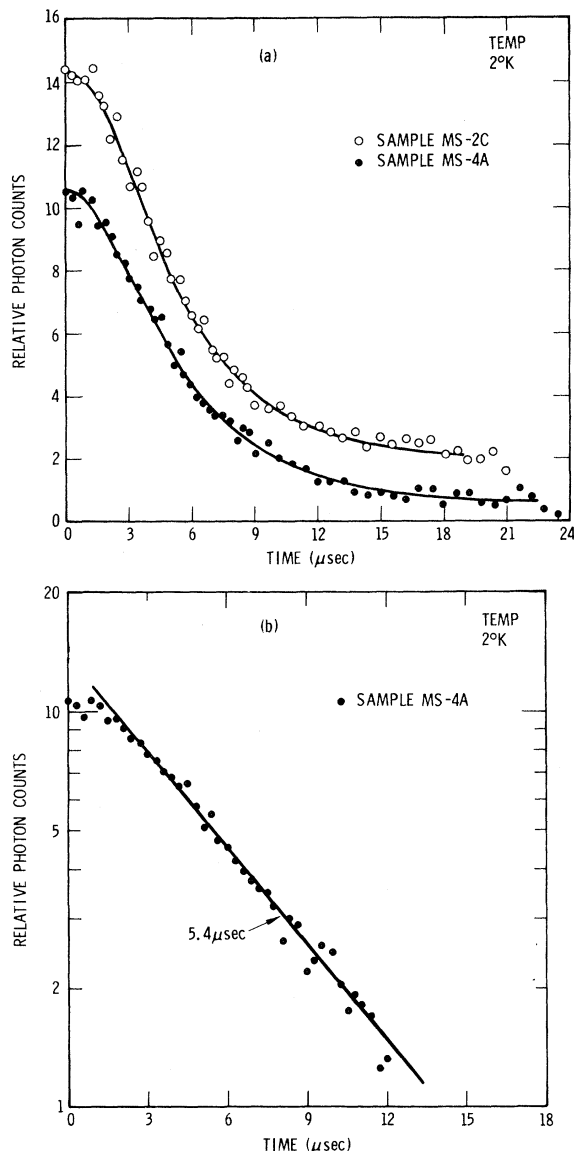 16
14
12
10
8
6
4
2
0
RELATIVE PHOTON COUNTS
(a)
TEMP
2°K
○ SAMPLE MS-2C
● SAMPLE MS-4A
0 3 6 9 12 15 18 21 24
TIME (μsec)
20
10
5
2
1
RELATIVE PHOTON COUNTS
(b)
TEMP
2°K
● SAMPLE MS-4A
5.4μsec
0 3 6 9 12 15 18
TIME (μsec)